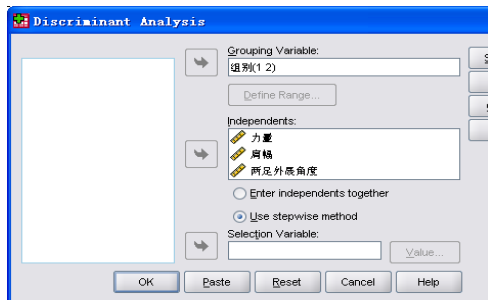 Discriminant Analysis
Grouping Variable:
组别(1 2)
Define Range...
Independents:
力量
肩幅
两足外展角度
Enter independents together
Use stepwise method
Selection Variable:
Value...
OK
Paste
Reset
Cancel
Help